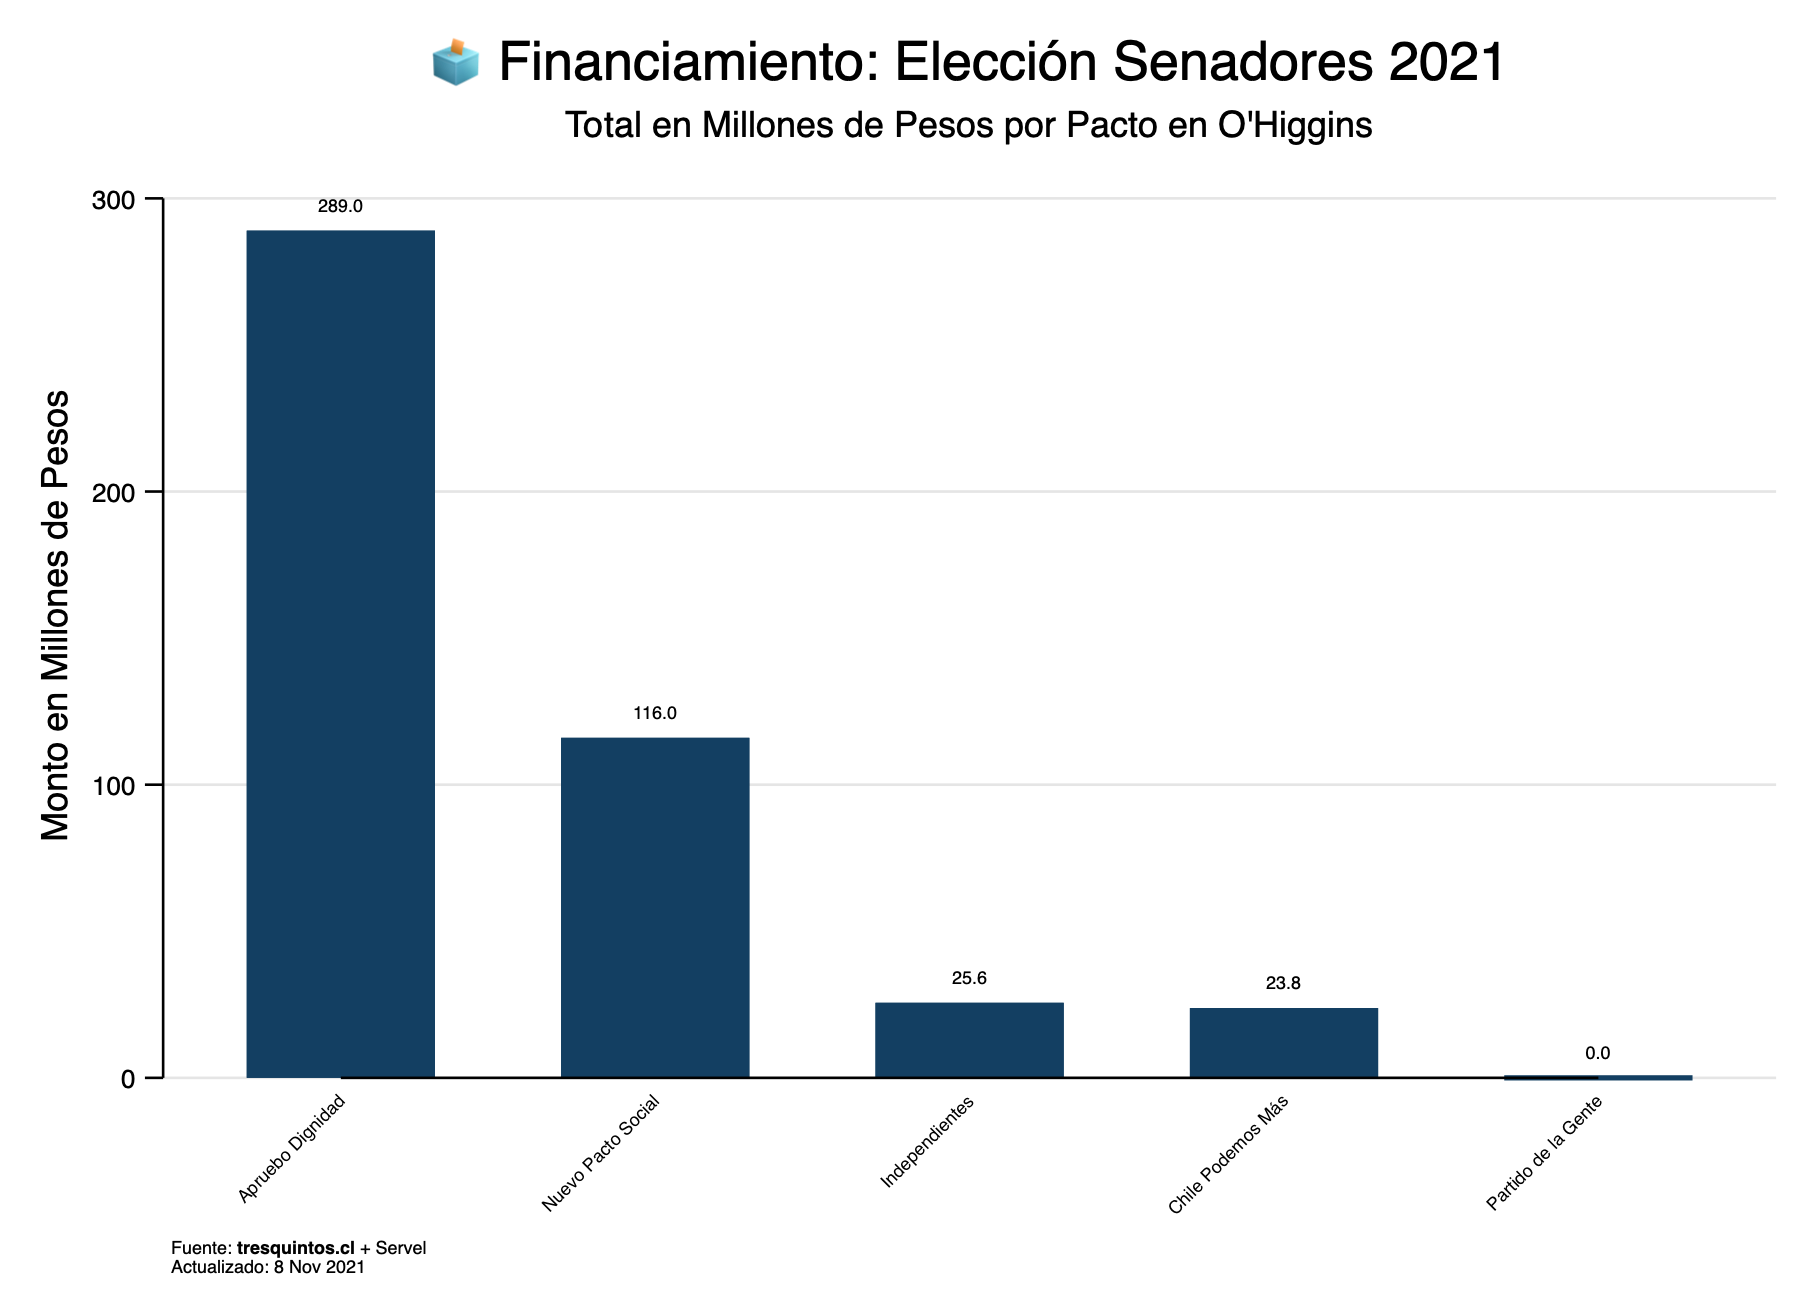 Financiamiento: Elección Senadores 2021
Total en Millones de Pesos por Pacto en O'Higgins
Monto en Millones de Pesos
300
200
100
0
289.0
116.0
25.6
23.8
0.0
Apruebo Dignidad
Nuevo Pacto Social
Independientes
Chile Podemos Más
Partido de la Gente
Fuente: tresquintos.cl + Servel
Actualizado: 8 Nov 2021